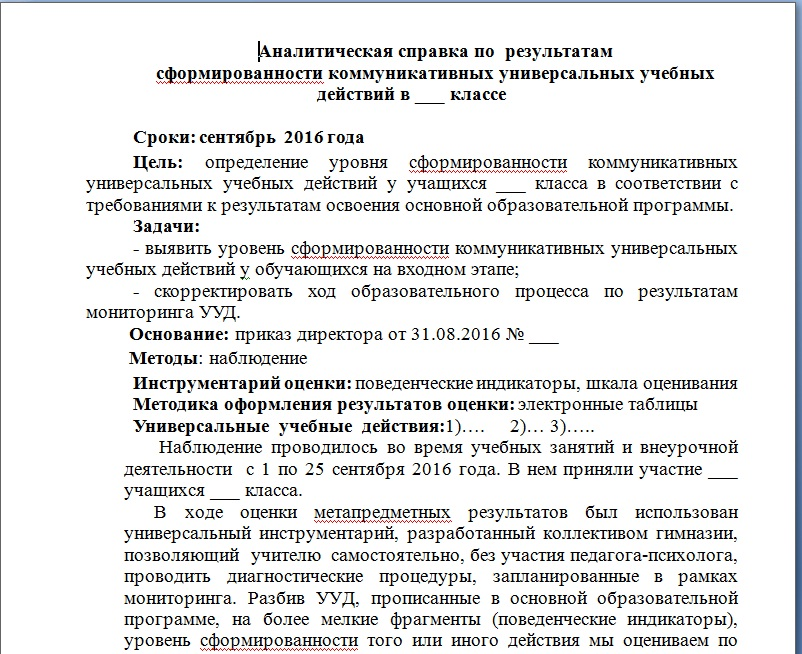 Аналитическая справка по результатам
сформированности коммуникативных универсальных учебных
действий в ___ классе
Сроки: сентябрь 2016 года
Цель: определение уровня сформированности коммуникативных
универсальных учебных действий у учащихся ___ класса в соответствии с
требованиями к результатам освоения основной образовательной программы.
Задачи:
- выявить уровень сформированности коммуникативных универсальных
учебных действий у обучающихся на входном этапе;
- скорректировать ход образовательного процесса по результатам
мониторинга УУД.
Основание: приказ директора от 31.08.2016 № ___
Методы: наблюдение
Инструментарий оценки: поведенческие индикаторы, шкала оценивания
Методика оформления результатов оценки: электронные таблицы
Универсальные учебные действия:1)…. 2)… 3)…..
Наблюдение проводилось во время учебных занятий и внеурочной
деятельности с 1 по 25 сентября 2016 года. В нем приняли участие ___
учащихся ___ класса.
В ходе оценки метапредметных результатов был использован
универсальный инструментарий, разработанный коллективом гимназии,
позволяющий учителю самостоятельно, без участия педагога-психолога,
проводить диагностические процедуры, запланированные в рамках
мониторинга. Разбив УУД, прописанные в основной образовательной
программе, на более мелкие фрагменты (поведенческие индикаторы),
уровень сформированности того или иного действия мы оцениваем по